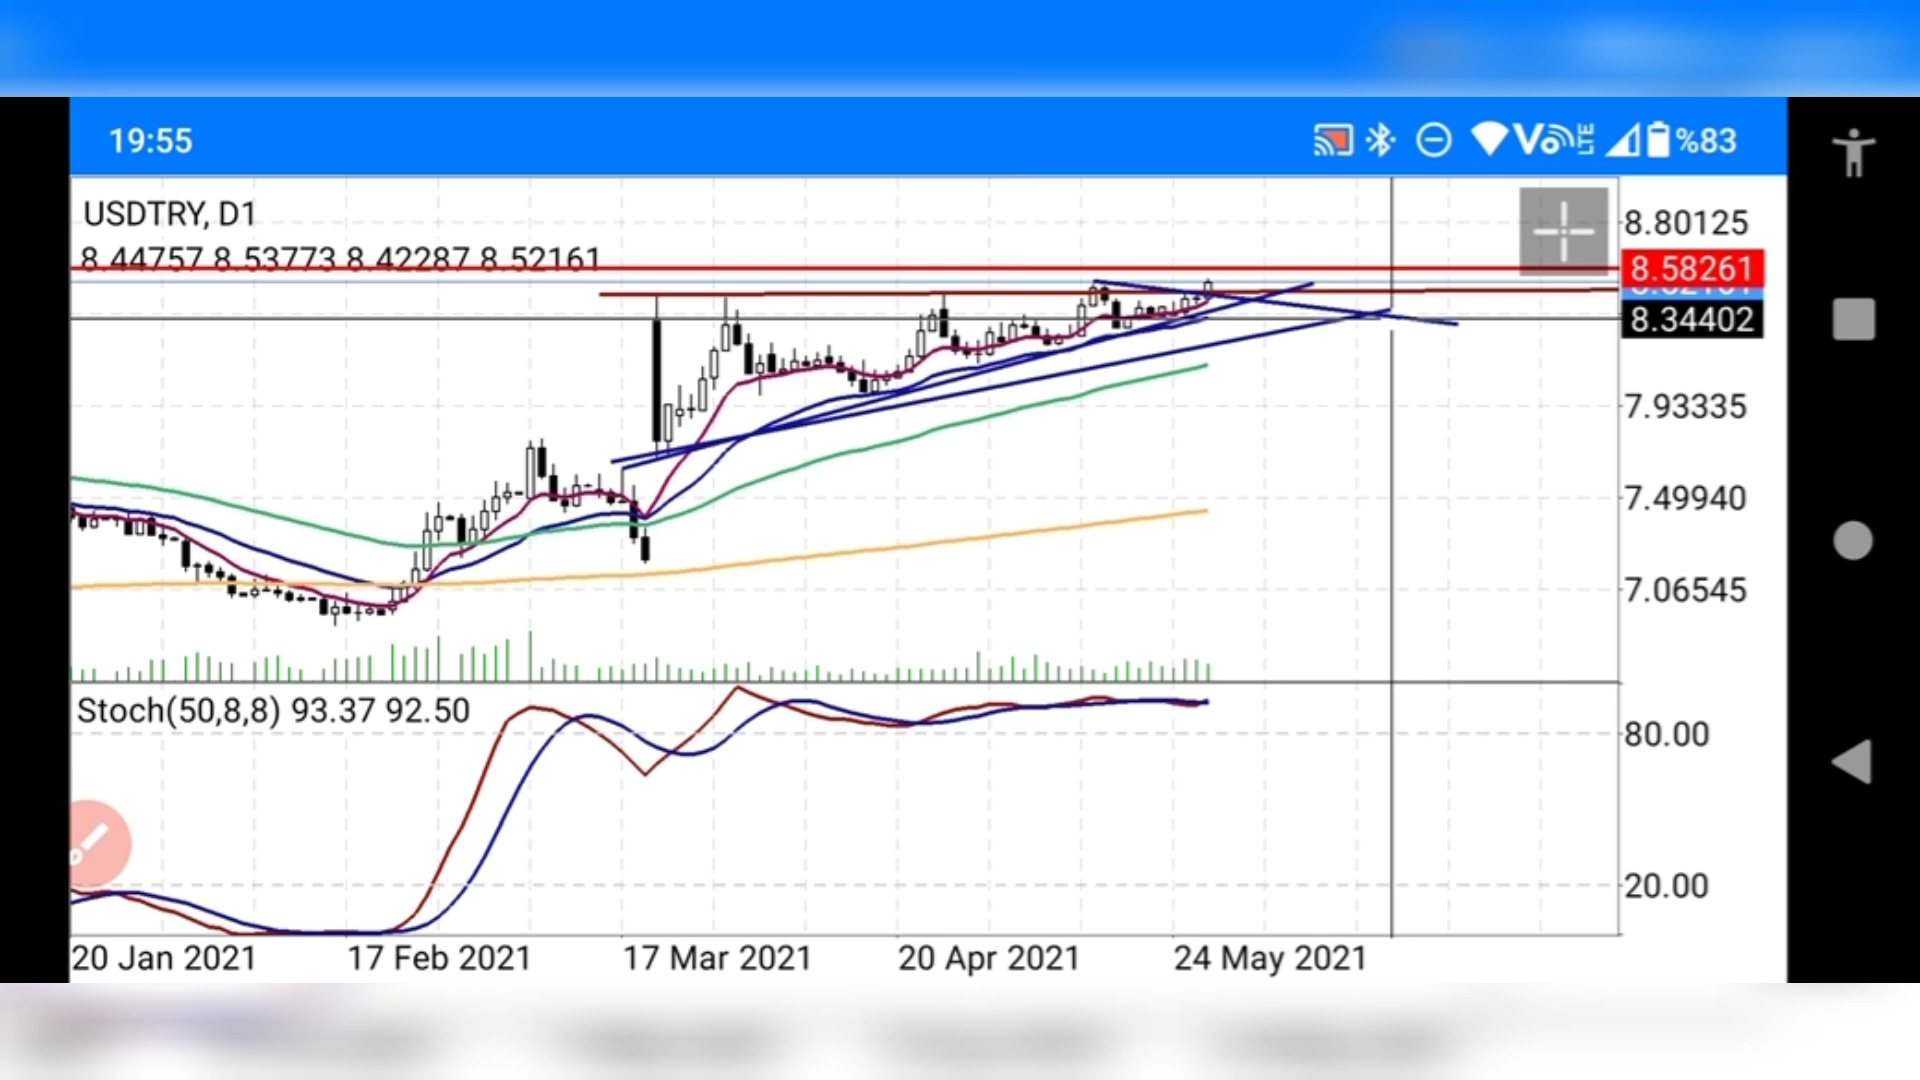 19:55
LTE %83
USDTRY, D1
8.44757 8.53773 8.42287 8.52161
8.80125
8.58261
8.34402
7.93335
7.49940
7.06545
Stoch(50,8,8) 93.37 92.50
80.00
20.00
20 Jan 2021 17 Feb 2021 17 Mar 2021 20 Apr 2021 24 May 2021